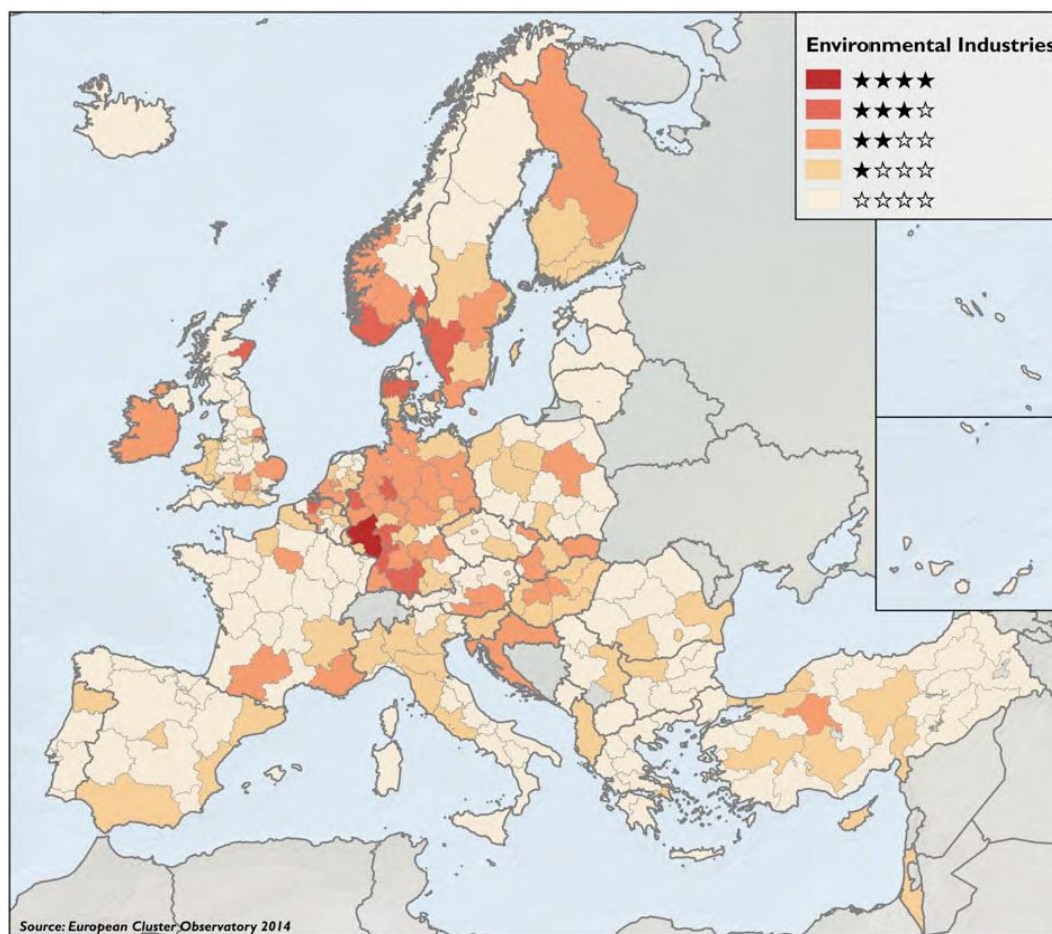 Environmental Industries
★★★★
★★★☆
★★☆☆
★☆☆☆
☆☆☆☆
Source: European Cluster Observatory 2014